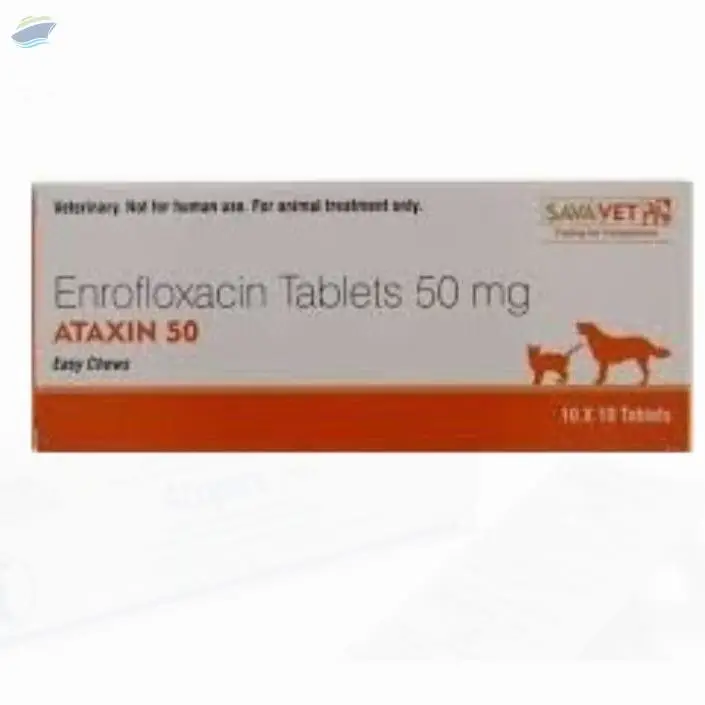 Veterinary. Not for human use. For animal treatment only.
SAVAVET
Enrofloxacin Tablets 50 mg
ATAXIN 50
Easy Chews
10 X 10 Tablets